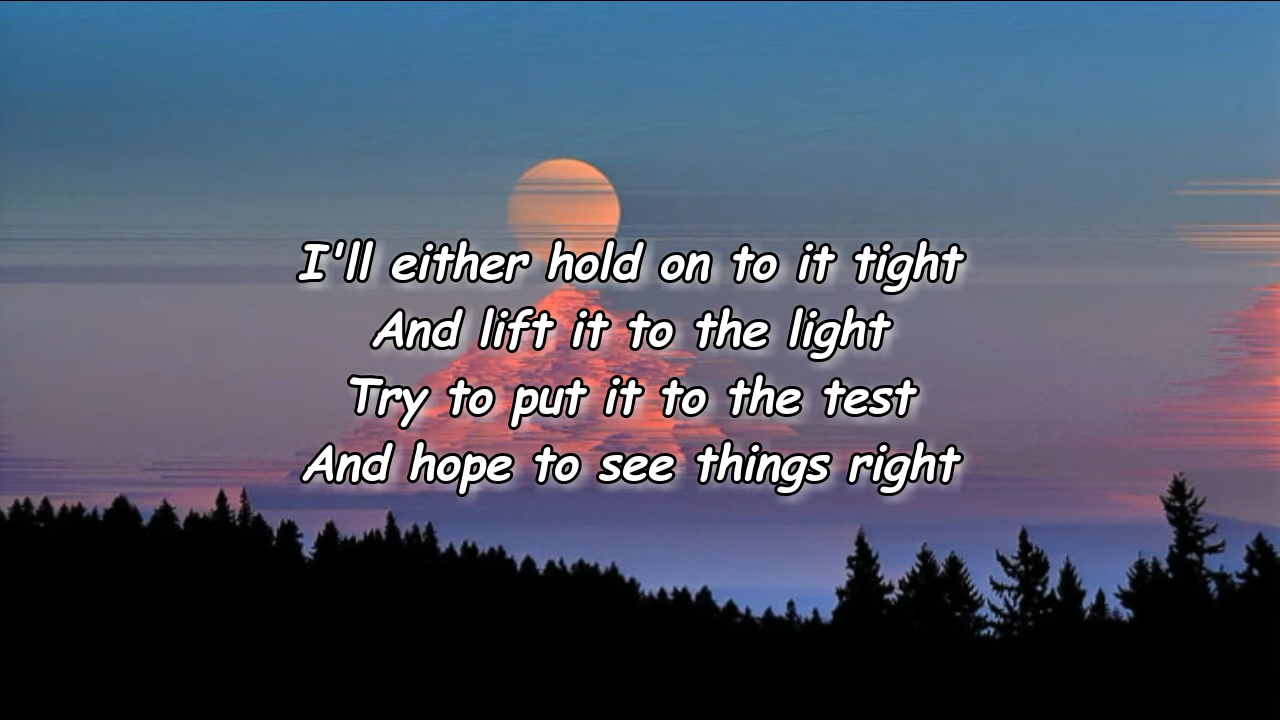 I'll either hold on to it tight
And lift it to the light
Try to put it to the test
And hope to see things right